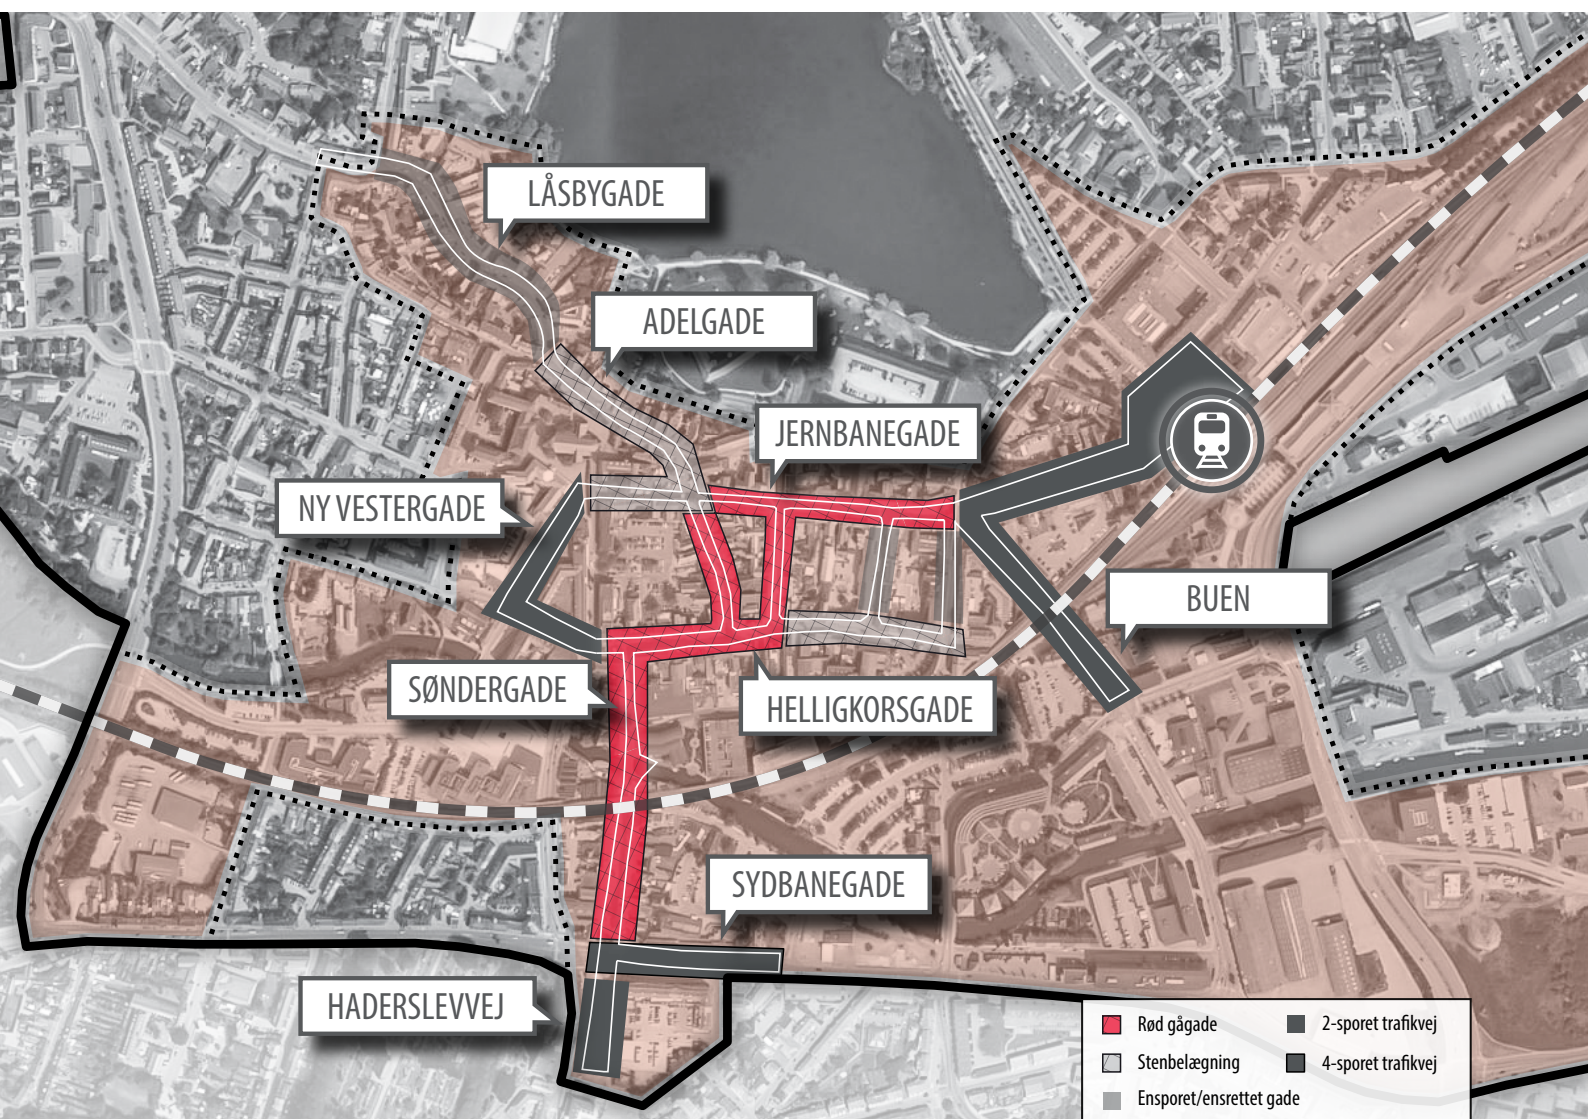 LÅSBYGADE
ADELGADE
JERNBANEGADE
NY VESTERGADE
BUEN
SØNDERGADE
HELLIGKORSGADE
SYDBANEGADE
HADERSLEVVEJ
Rød gågade
2-sporet trafikvej
Stenbelægning
4-sporet trafikvej
Ensporet/ensrettet gade